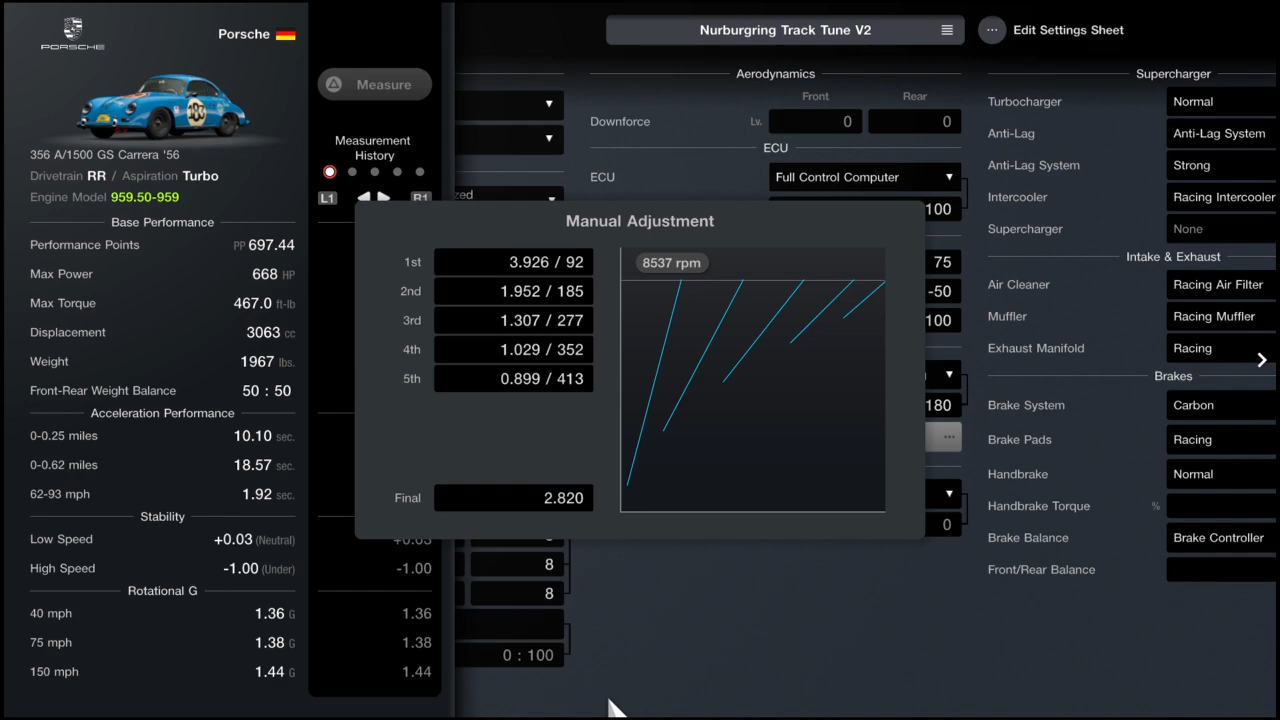 PORSCHE
Porsche
183
356 A/1500 GS Carrera '56
Drivetrain RR / Aspiration Turbo
Engine Model 959.50-959
Base Performance
Performance Points PP 697.44
Max Power 668 HP
Max Torque 467.0 ft-lb
Displacement 3063 cc
Weight 1967 lbs.
Front-Rear Weight Balance 50 : 50
Acceleration Performance
0-0.25 miles 10.10 sec.
0-0.62 miles 18.57 sec.
62-93 mph 1.92 sec.
Stability
Low Speed +0.03 (Neutral)
High Speed -1.00 (Under)
Rotational G
40 mph 1.36 G
75 mph 1.38 G
150 mph 1.44 G
Measure
Measurement
History
L1 R1
+0.03
-1.00
1.36
1.38
1.44
Nurburgring Track Tune V2
Edit Settings Sheet
Aerodynamics
Front Rear
Downforce Lv. 0 0
ECU
ECU Full Control Computer
100
75
-50
100
180
0
8
8
0 : 100
Manual Adjustment
1st 3.926 / 92
2nd 1.952 / 185
3rd 1.307 / 277
4th 1.029 / 352
5th 0.899 / 413
Final 2.820
8537 rpm
Supercharger
Turbocharger Normal
Anti-Lag Anti-Lag System
Anti-Lag System Strong
Intercooler Racing Intercooler
Supercharger None
Intake & Exhaust
Air Cleaner Racing Air Filter
Muffler Racing Muffler
Exhaust Manifold Racing
Brakes
Brake System Carbon
Brake Pads Racing
Handbrake Normal
Handbrake Torque %
Brake Balance Brake Controller
Front/Rear Balance